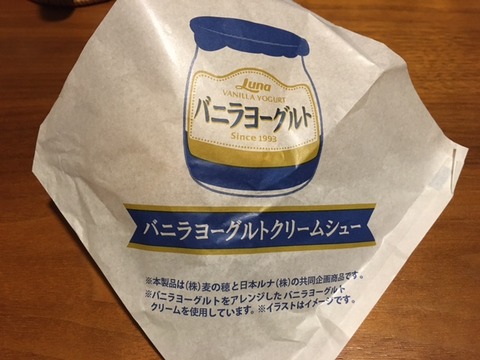 Luna
VANILLA YOGURT
バニラヨーグルト
Since 1993
バニラヨーグルトクリームシュー
※本製品は(株)麦の穂と日本ルナ(株)の共同企画商品です。
※バニラヨーグルトをアレンジしたバニラヨーグルト
クリームを使用しています。※イラストはイメージです。